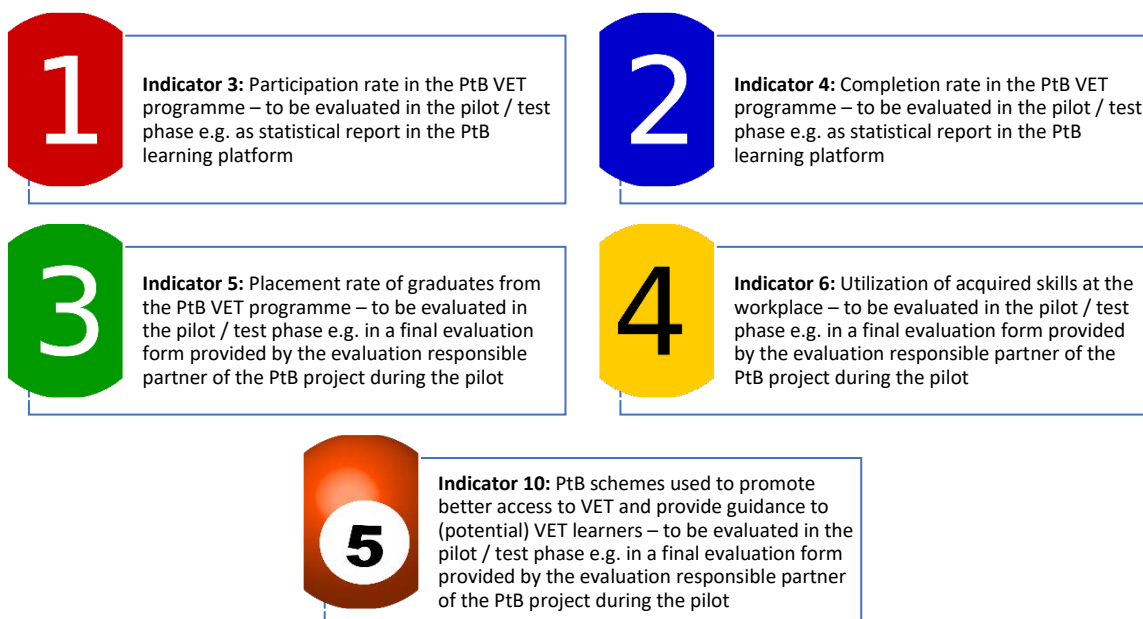 1
Indicator 3: Participation rate in the PtB VET
programme – to be evaluated in the pilot / test
phase e.g. as statistical report in the PtB
learning platform
2
Indicator 4: Completion rate in the PtB VET
programme – to be evaluated in the pilot / test
phase e.g. as statistical report in the PtB
learning platform
3
Indicator 5: Placement rate of graduates from
the PtB VET programme – to be evaluated in
the pilot / test phase e.g. in a final evaluation
form provided by the evaluation responsible
partner of the PtB project during the pilot
4
Indicator 6: Utilization of acquired skills at the
workplace – to be evaluated in the pilot / test
phase e.g. in a final evaluation form provided
by the evaluation responsible partner of the
PtB project during the pilot
5
Indicator 10: PtB schemes used to promote
better access to VET and provide guidance to
(potential) VET learners – to be evaluated in the
pilot / test phase e.g. in a final evaluation form
provided by the evaluation responsible partner
of the PtB project during the pilot